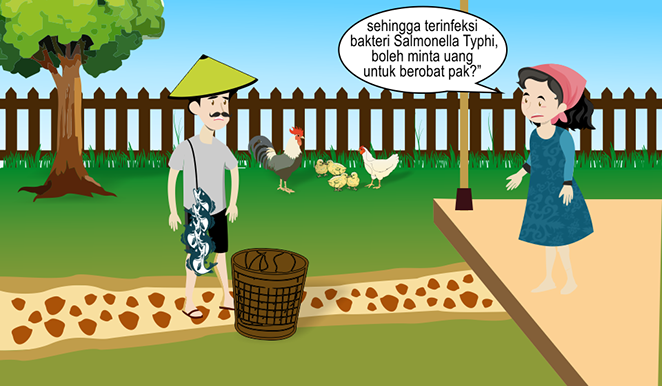 sehingga terinfeksi
bakteri Salmonella Typhi,
boleh minta uang
untuk berobat pak?”